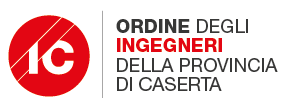 IC
ORDINE DEGLI
INGEGNERI
DELLA PROVINCIA
DI CASERTA